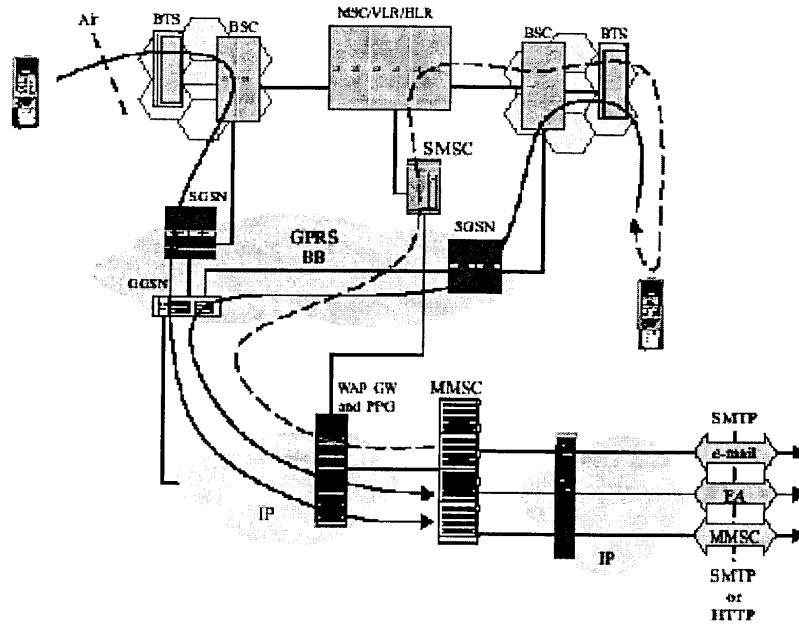 MSC/VLR/HLR
Air
BTS
BSC
BSC
BTS
SMSC
SGSN
SGSN
GPRS
BB
GGSN
WAP GW
and PPG
MMSC
SMTP
e-mail
EA
MMSC
IP
IP
SMTP
or
HTTP